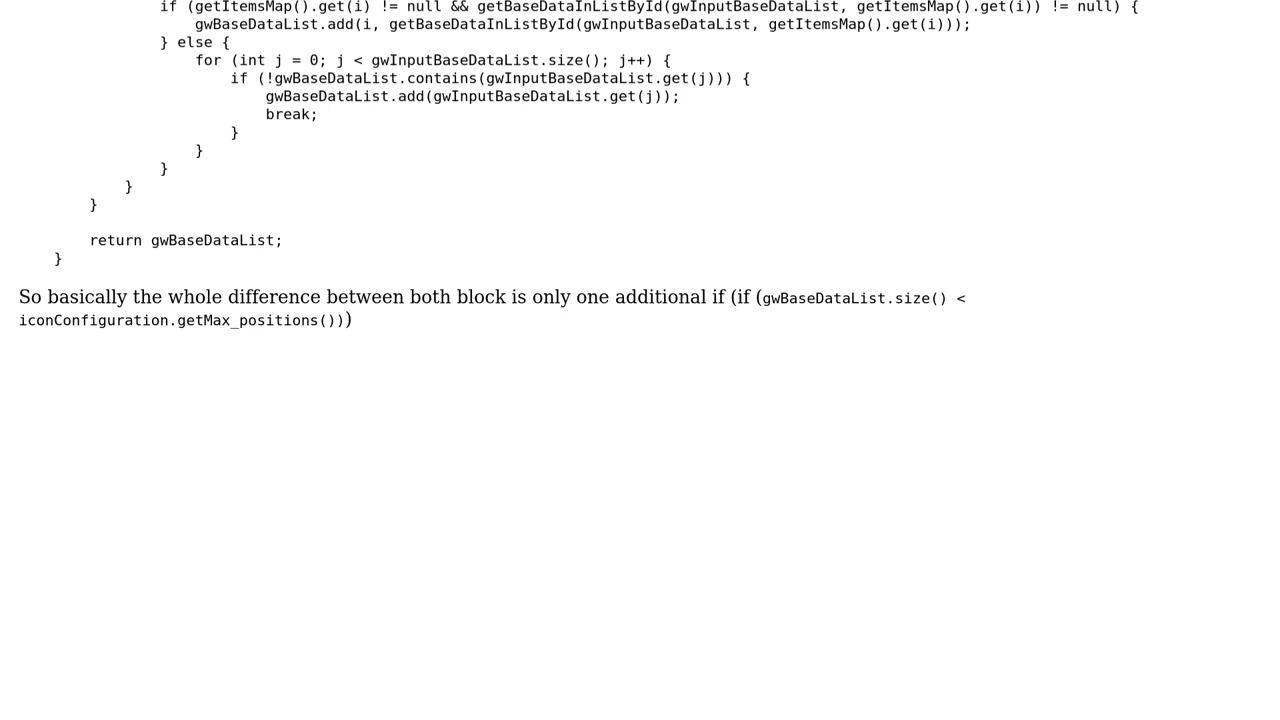 if (getItemsMap().get(i) != null && getBaseDataInListById(gwInputBaseDataList, getItemsMap().get(i)) != null) {
gwBaseDataList.add(i, getBaseDataInListById(gwInputBaseDataList, getItemsMap().get(i)));
} else {
for (int j = 0; j < gwInputBaseDataList.size(); j++) {
if (!gwBaseDataList.contains(gwInputBaseDataList.get(j))) {
gwBaseDataList.add(gwInputBaseDataList.get(j));
break;
}
}
}
}
}
return gwBaseDataList;
}
So basically the whole difference between both block is only one additional if (if (gwBaseDataList.size() <
iconConfiguration.getMax_positions()))